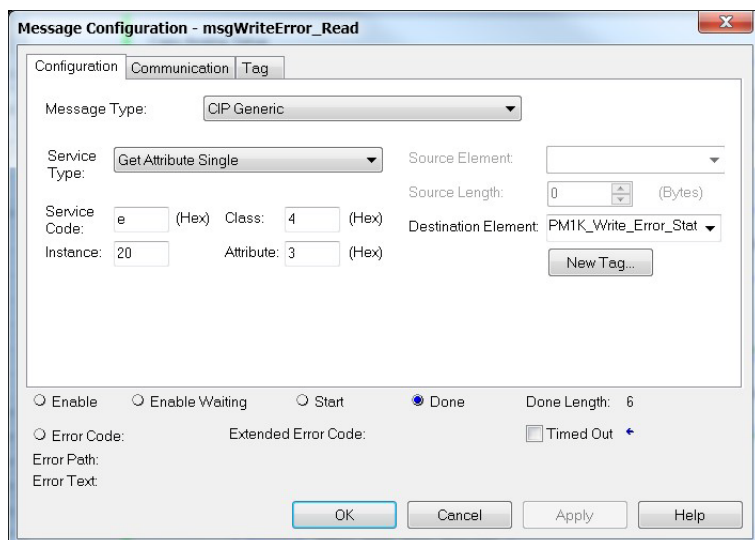 Message Configuration - msgWriteError_Read
X
Configuration Communication Tag
Message Type: CIP Generic
Service Type: Get Attribute Single
Source Element:
Source Length: 0 (Bytes)
Service Code: e (Hex) Class: 4 (Hex)
Destination Element: PM1K_Write_Error_Stat
Instance: 20 Attribute: 3 (Hex)
New Tag...
Enable Enable Waiting Start Done Done Length: 6
Error Code: Extended Error Code: Timed Out
Error Path:
Error Text:
OK Cancel Apply Help